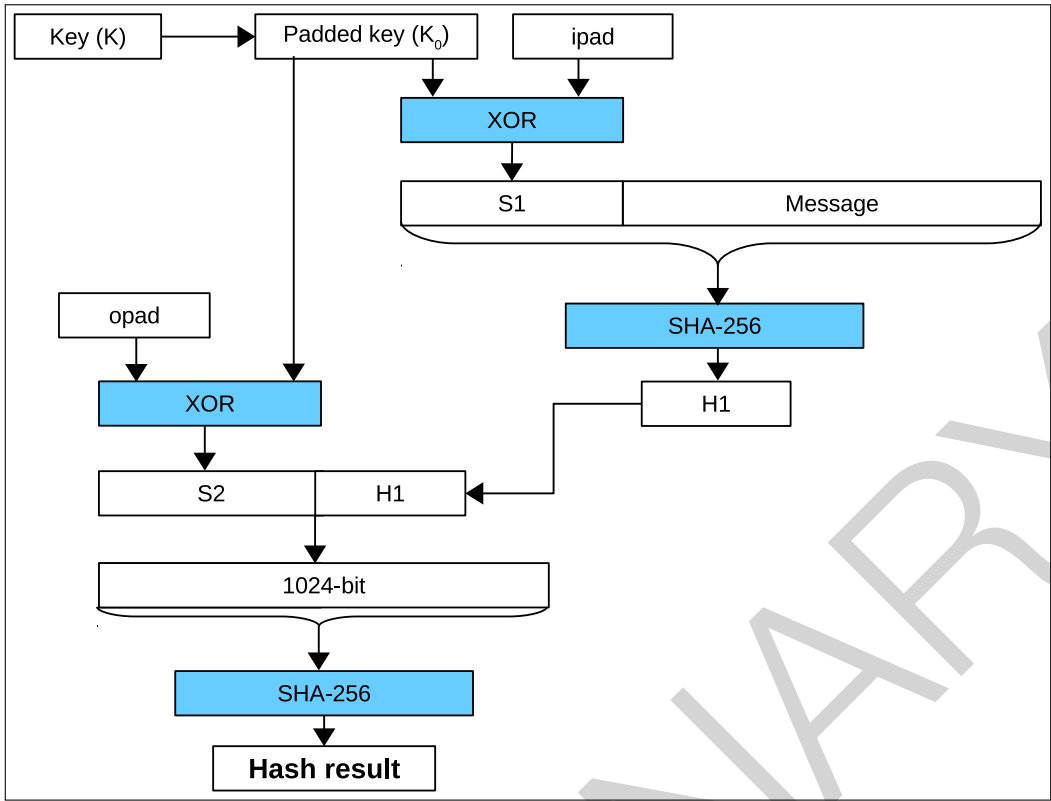 Key (K)
Padded key (K₀)
ipad
XOR
S1
Message
opad
SHA-256
XOR
H1
S2
H1
1024-bit
SHA-256
Hash result